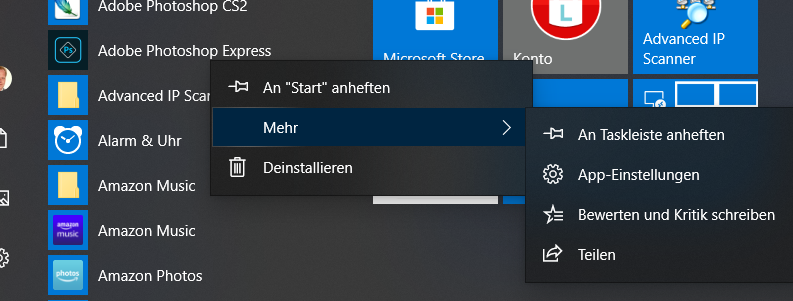 Adobe Photoshop CS2
Adobe Photoshop Express
Advanced IP Scar
Alarm & Uhr
Amazon Music
Amazon Music
Amazon Photos
Ps
amazon
music
photos
Microsoft Store
Konto
Advanced IP
Scanner
An "Start" anheften
Mehr
Deinstallieren
An Taskleiste anheften
App-Einstellungen
Bewerten und Kritik schreiben
Teilen